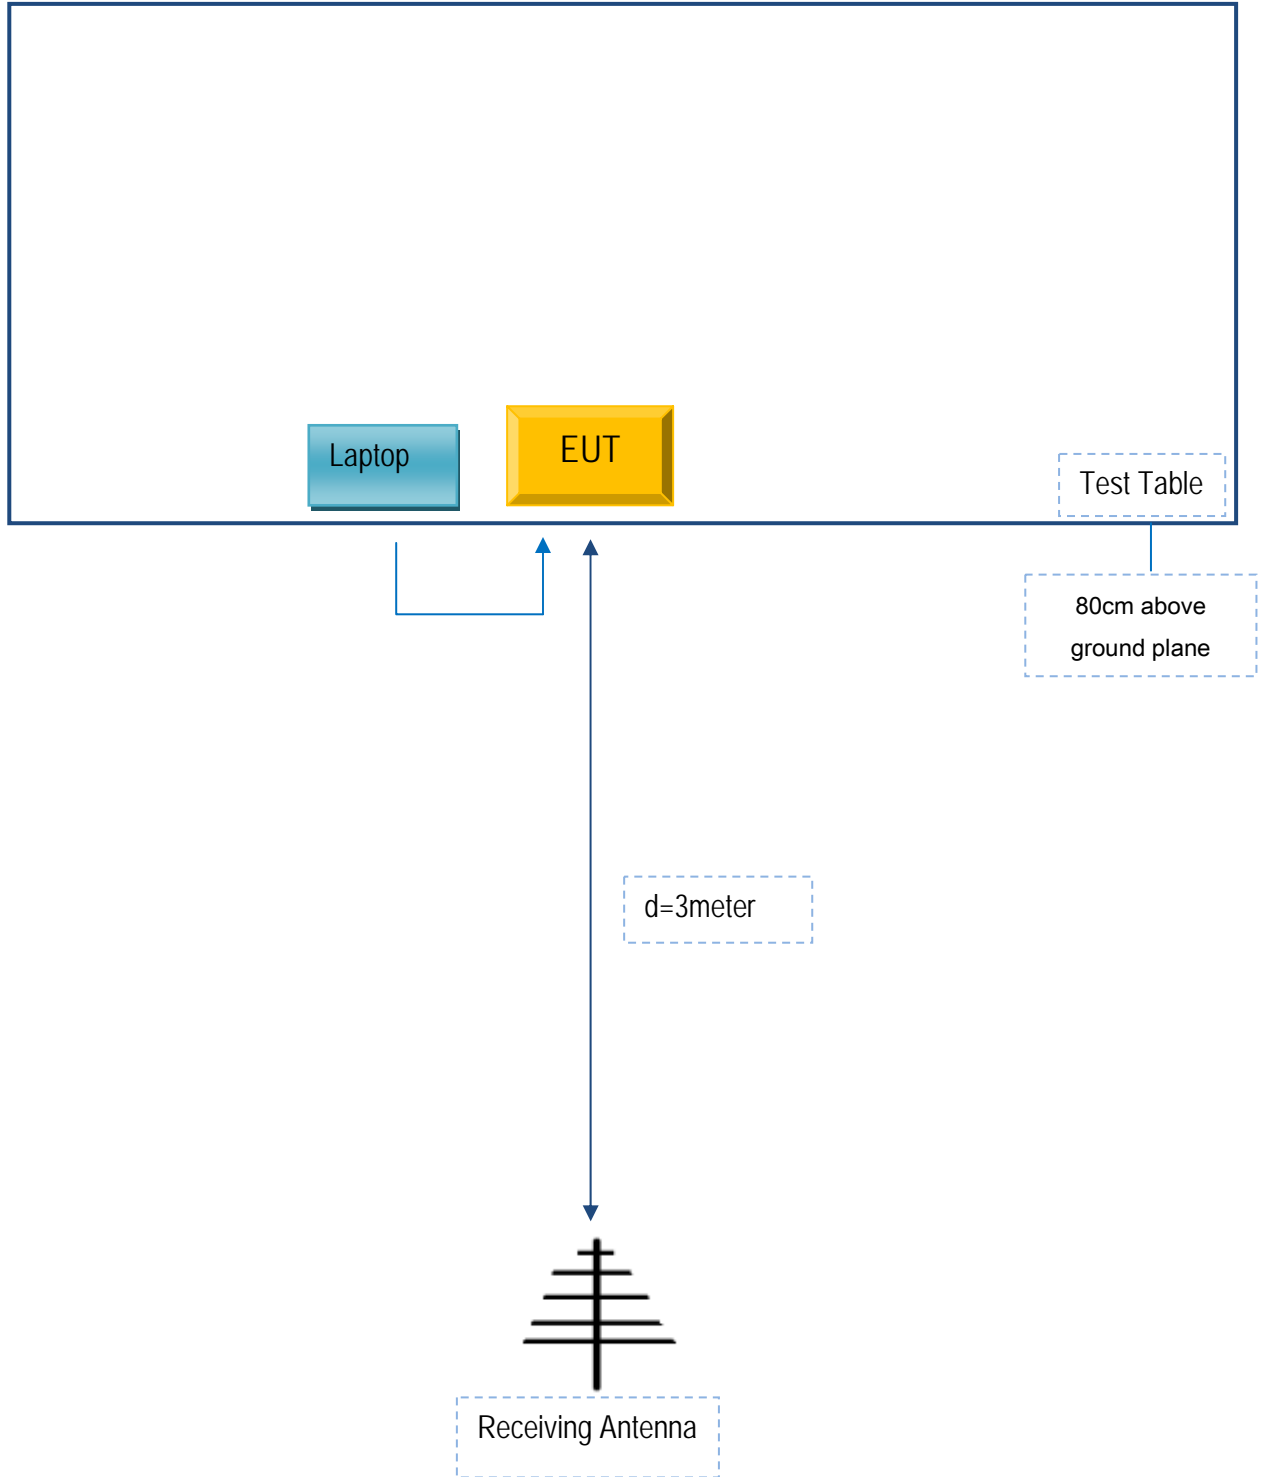 Laptop
EUT
Test Table
80cm above
ground plane
d=3meter
Receiving Antenna